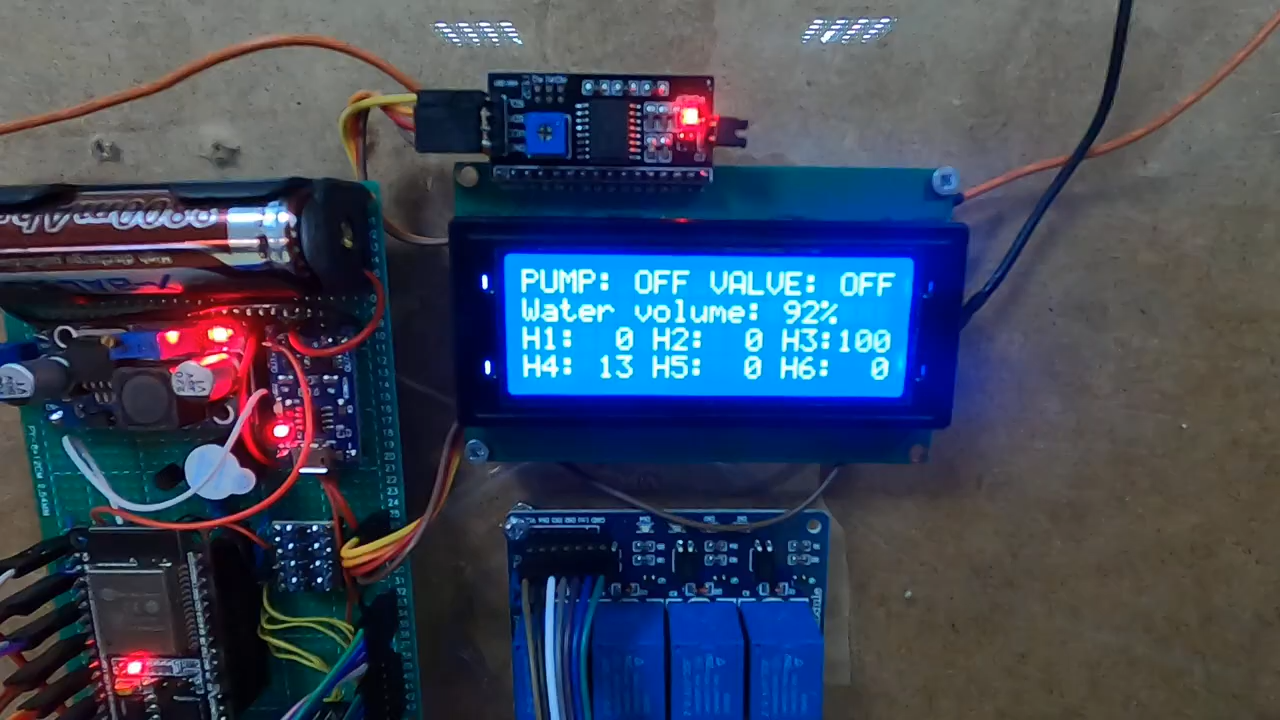 PUMP: OFF VALVE: OFF
Water volume: 92%
H1:   0 H2:   0 H3:100
H4: 13 H5:   0 H6:   0
8800mAh